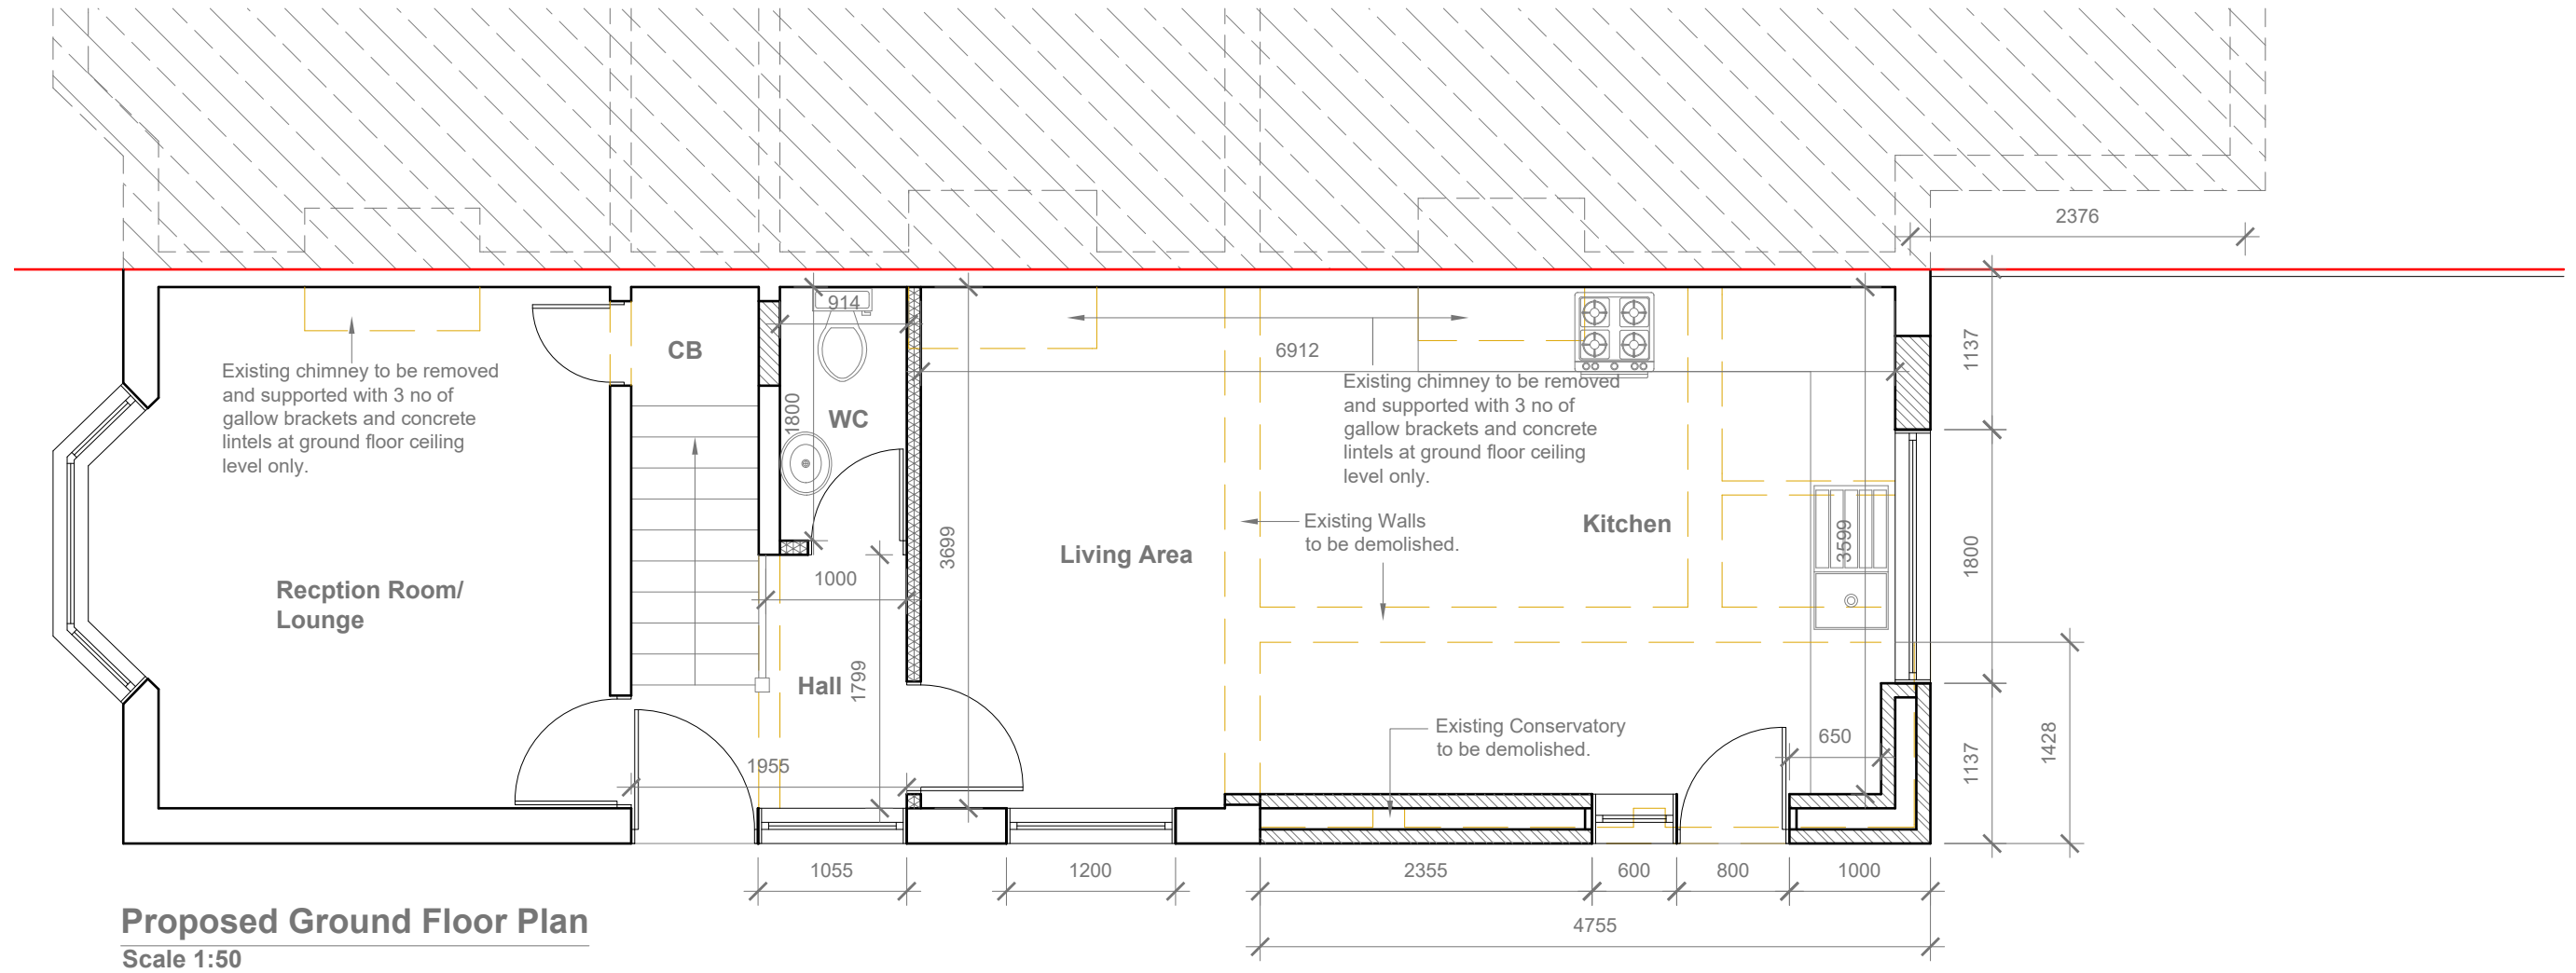 2376
914
CB
6912
1137
Existing chimney to be removed
and supported with 3 no of
gallow brackets and concrete
lintels at ground floor ceiling
level only.
Existing chimney to be removed
and supported with 3 no of
gallow brackets and concrete
lintels at ground floor ceiling
level only.
1800
WC
Existing Walls
to be demolished.
Kitchen
3599
3699
Living Area
1800
1000
Recption Room/
Lounge
Hall
1799
Existing Conservatory
to be demolished.
650
1428
1137
1955
1055
1200
2355
600
800
1000
4755
Proposed Ground Floor Plan
Scale 1:50